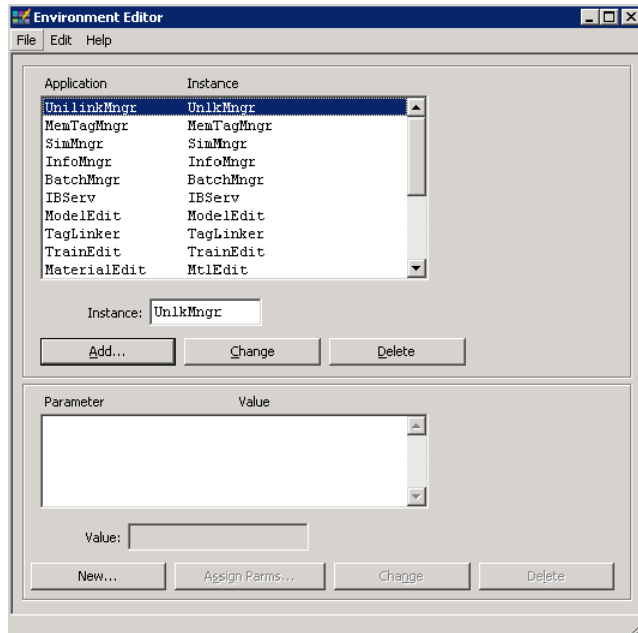 Environment Editor
File Edit Help
Application Instance
UnilinkMngr UnlkMngr
MemTagMngr MemTagMngr
SimMngr SimMngr
InfoMngr InfoMngr
BatchMngr BatchMngr
IBServ IBServ
ModelEdit ModelEdit
TagLinker TagLinker
TrainEdit TrainEdit
MaterialEdit MtlEdit
Instance: UnlkMngr
Add... Change Delete
Parameter Value
Value:
New... Assign Parms... Change Delete